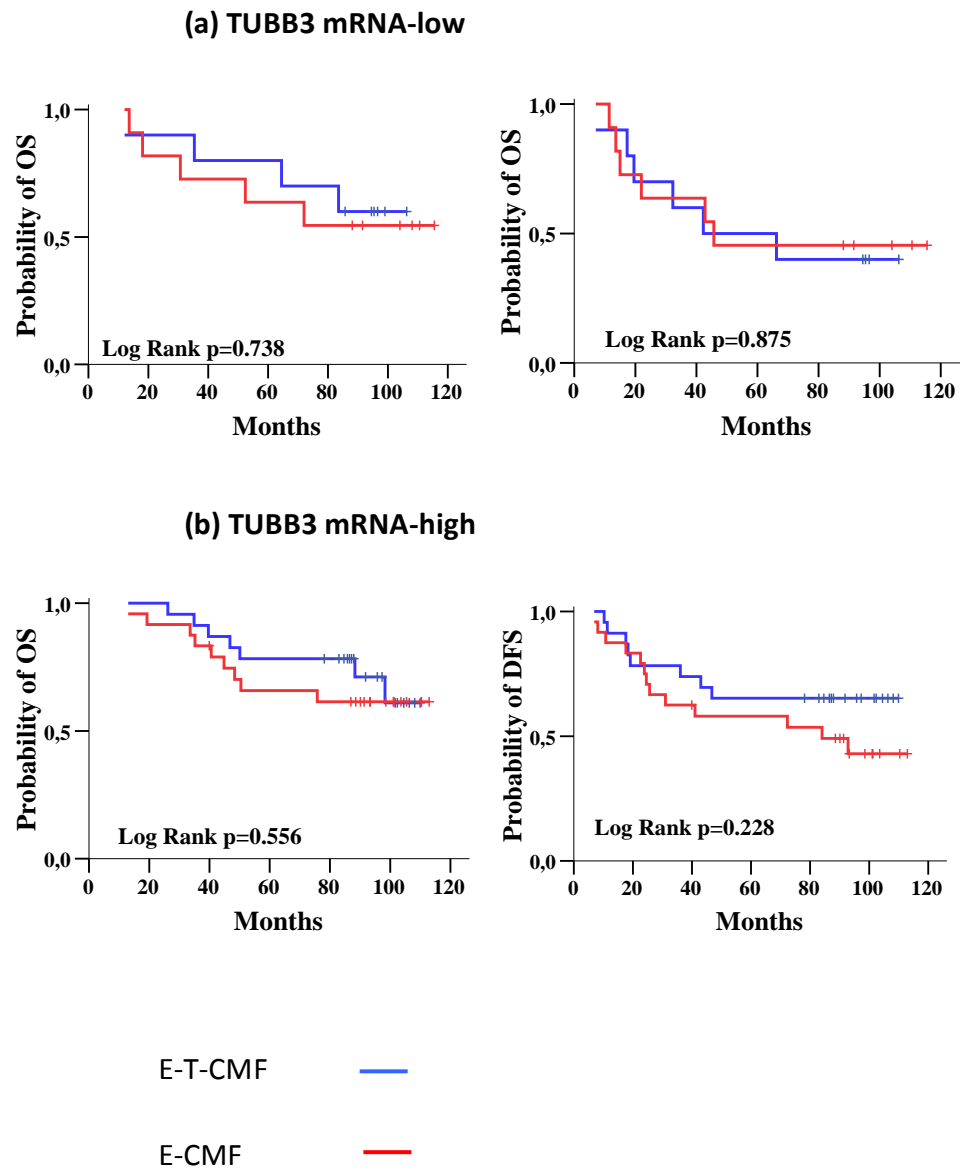 (a) TUBB3 mRNA-low
Probability of OS
1,0
0,5
0,0
Log Rank p=0.738
0 20 40 60 80 100 120
Months
Probability of OS
1,0
0,5
0,0
Log Rank p=0.875
0 20 40 60 80 100 120
Months
(b) TUBB3 mRNA-high
Probability of OS
1,0
0,5
0,0
Log Rank p=0.556
0 20 40 60 80 100 120
Months
Probability of DFS
1,0
0,5
0,0
Log Rank p=0.228
0 20 40 60 80 100 120
Months
E-T-CMF
E-CMF